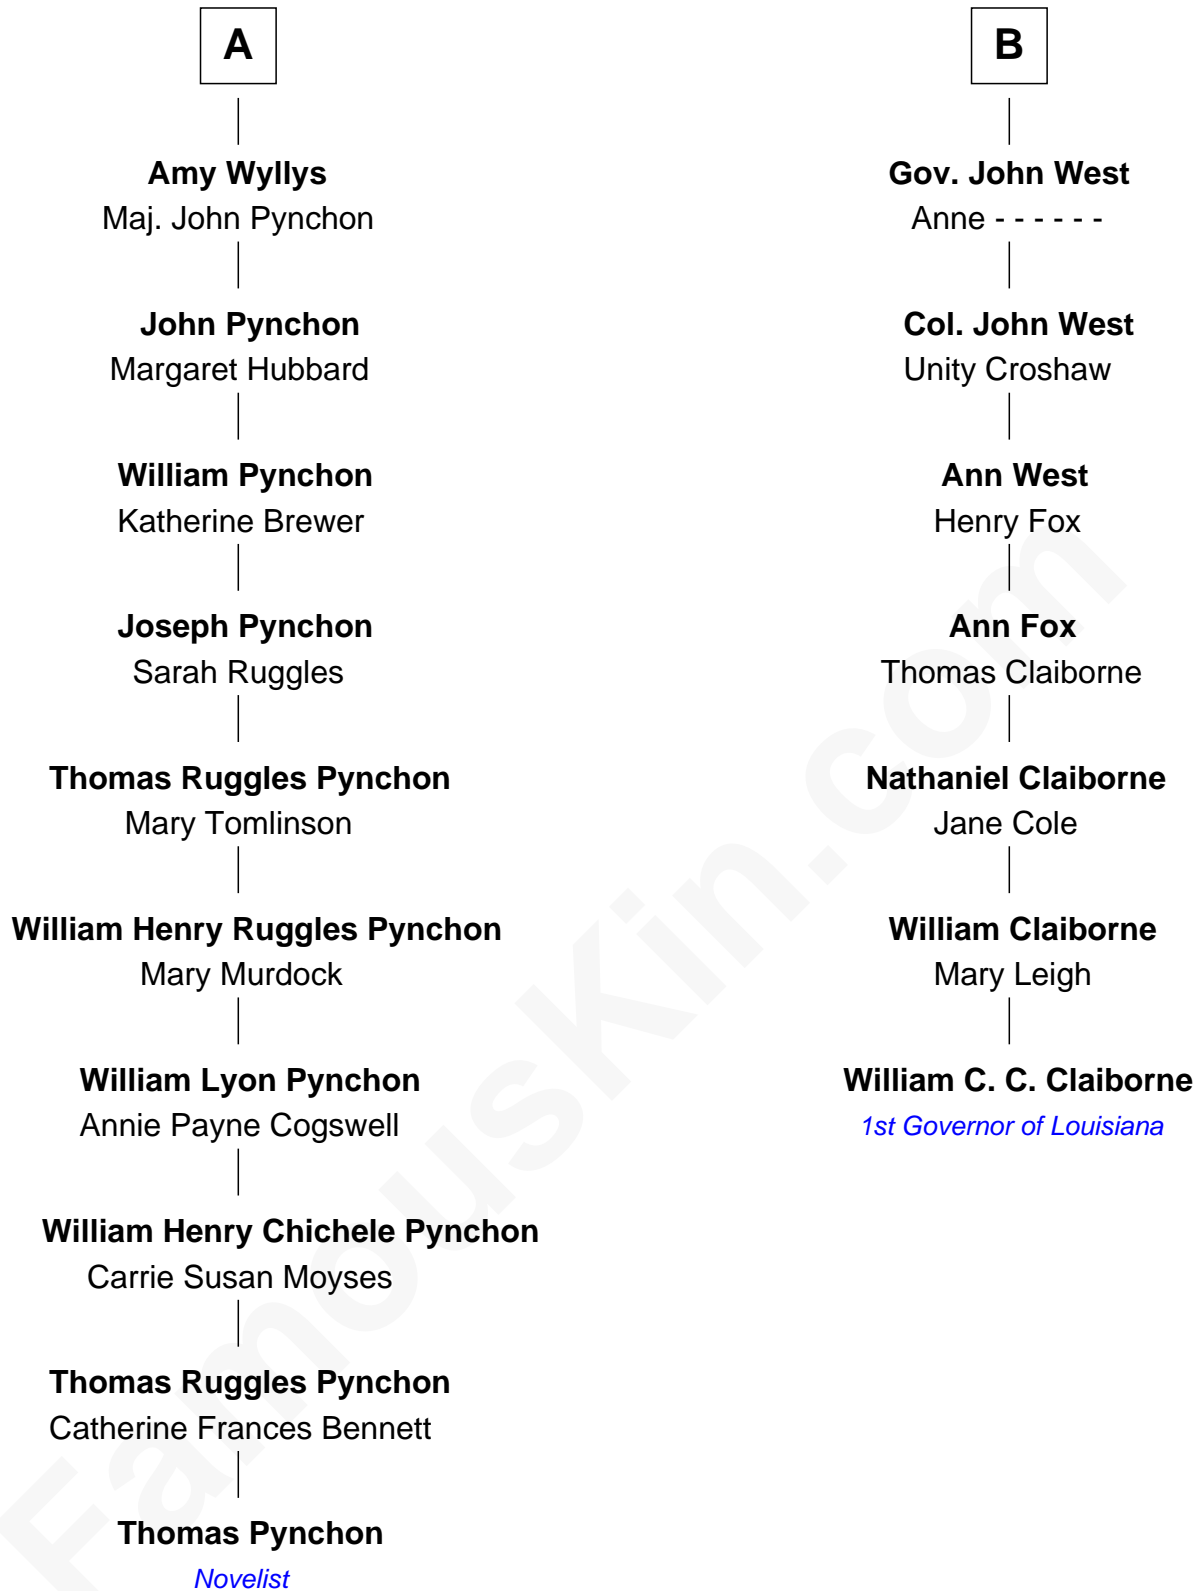 A
Amy Wyllys
Maj. John Pynchon
John Pynchon
Margaret Hubbard
William Pynchon
Katherine Brewer
Joseph Pynchon
Sarah Ruggles
Thomas Ruggles Pynchon
Mary Tomlinson
William Henry Ruggles Pynchon
Mary Murdock
William Lyon Pynchon
Annie Payne Cogswell
William Henry Chichele Pynchon
Carrie Susan Moyses
Thomas Ruggles Pynchon
Catherine Frances Bennett
Thomas Pynchon
Novelist
B
Gov. John West
Anne - - - - - -
Col. John West
Unity Croshaw
Ann West
Henry Fox
Ann Fox
Thomas Claiborne
Nathaniel Claiborne
Jane Cole
William Claiborne
Mary Leigh
William C. C. Claiborne
1st Governor of Louisiana
FamousKin.com